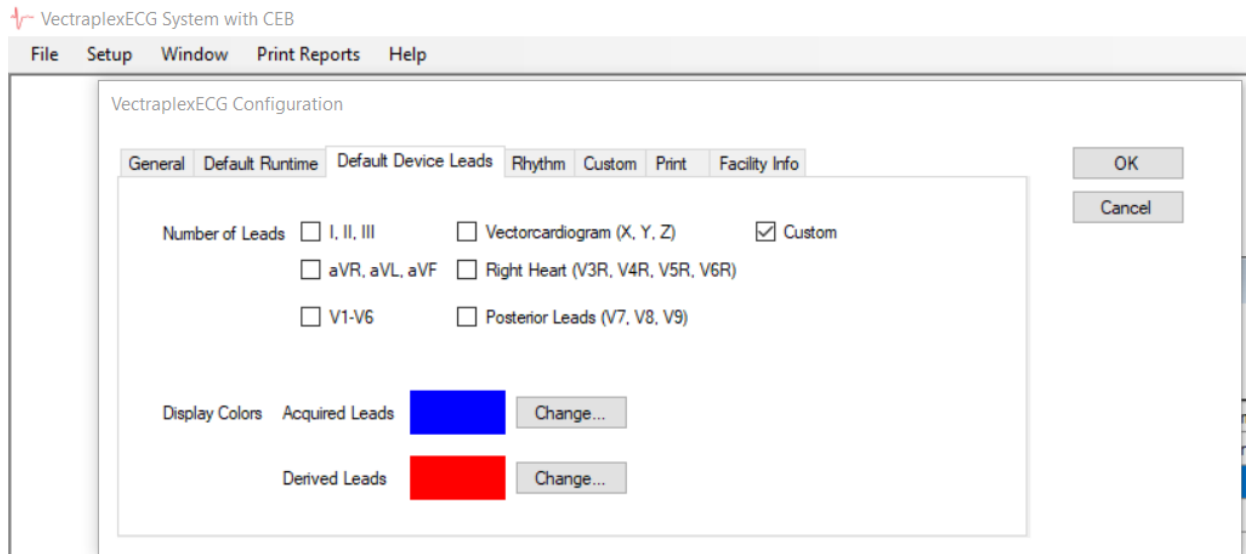 VectraplexECG System with CEB
File Setup Window Print Reports Help
VectraplexECG Configuration
General Default Runtime Default Device Leads Rhythm Custom Print Facility Info
OK
Cancel
Number of Leads I, II, III Vectorcardiogram (X, Y, Z) Custom
aVR, aVL, aVF Right Heart (V3R, V4R, V5R, V6R)
V1-V6 Posterior Leads (V7, V8, V9)
Display Colors Acquired Leads Change...
Derived Leads Change...